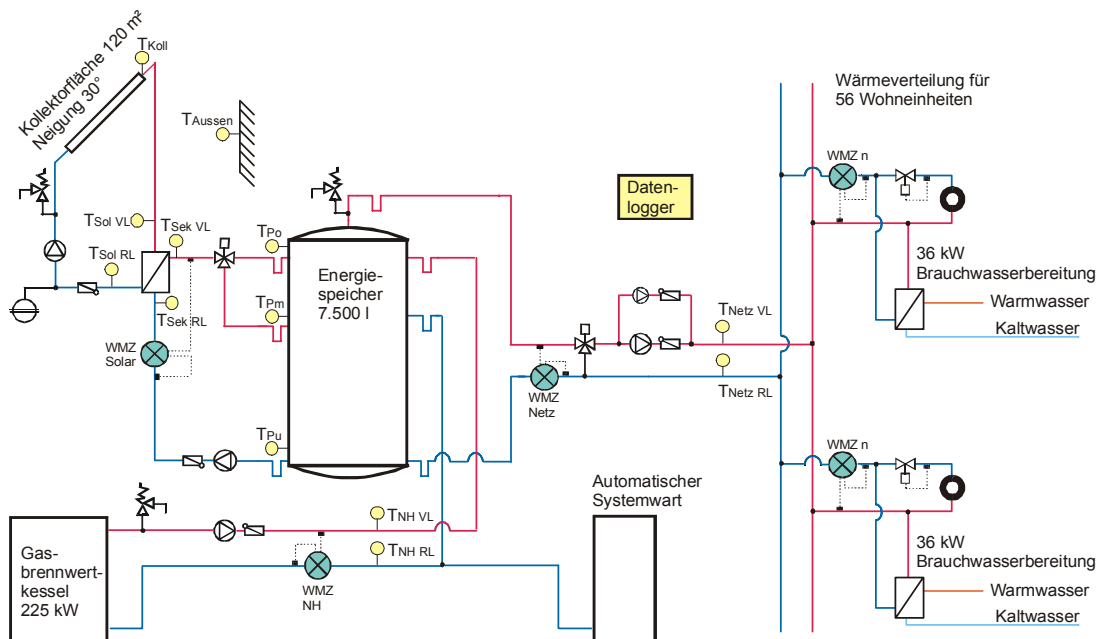 Kollektorfläche 120 m²
Neigung 30°
TKoll
TAussen
TSol VL
TSek VL
TSol RL
TSek RL
WMZ
Solar
TPo
TPm
TPu
Energie-
speicher
7.500 l
Daten-
logger
Wärmeverteilung für
56 Wohneinheiten
WMZ n
36 kW
Brauchwasserbereitung
Warmwasser
Kaltwasser
TNetz VL
TNetz RL
WMZ
Netz
WMZ n
36 kW
Brauchwasserbereitung
Warmwasser
Kaltwasser
Automatischer
Systemwart
Gas-
brennwert-
kessel
225 kW
TNH VL
TNH RL
WMZ
NH